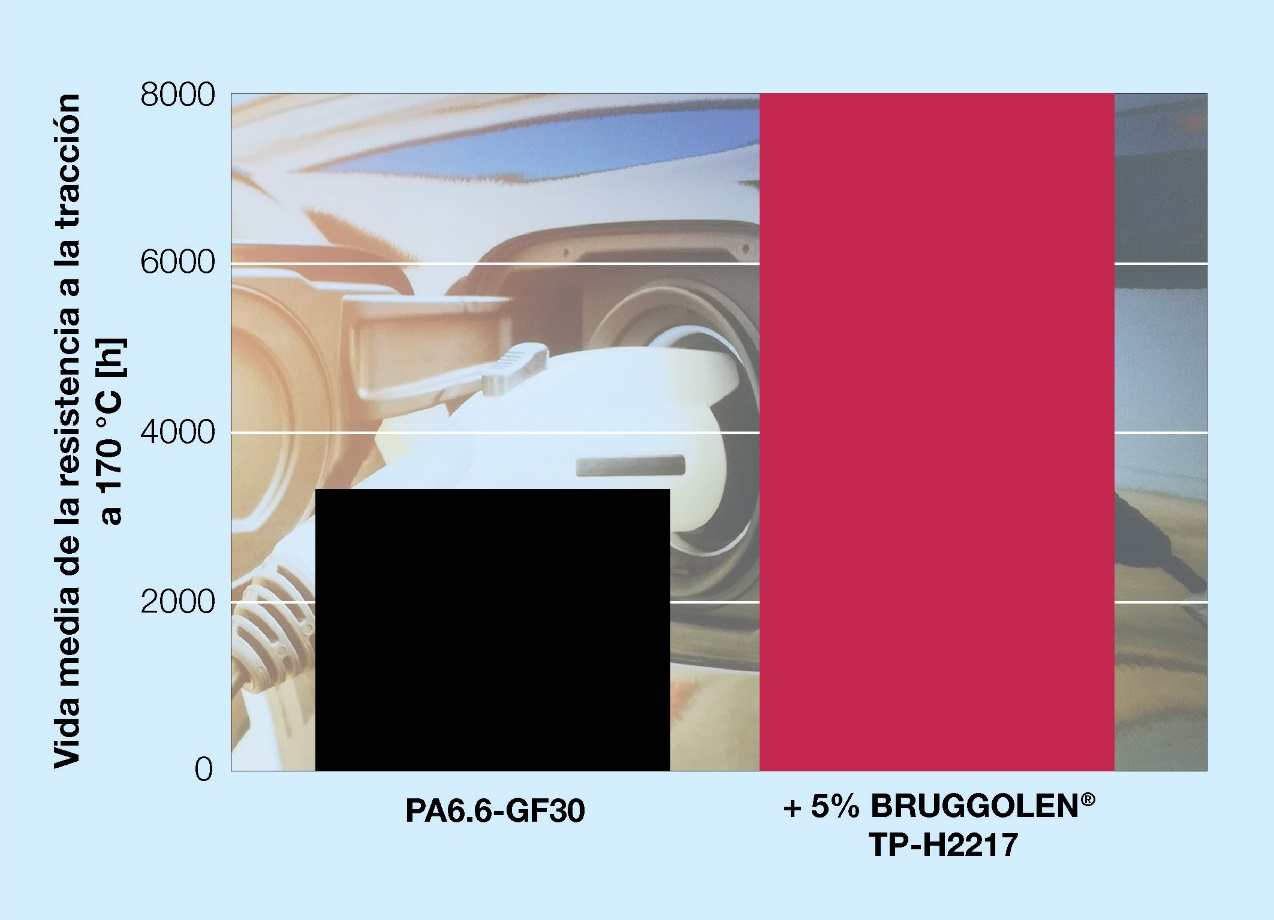 Vida media de la resistencia a la tracción
a 170 °C [h]
8000
6000
4000
2000
0
PA6.6-GF30
+ 5% BRUGGOLEN®
TP-H2217